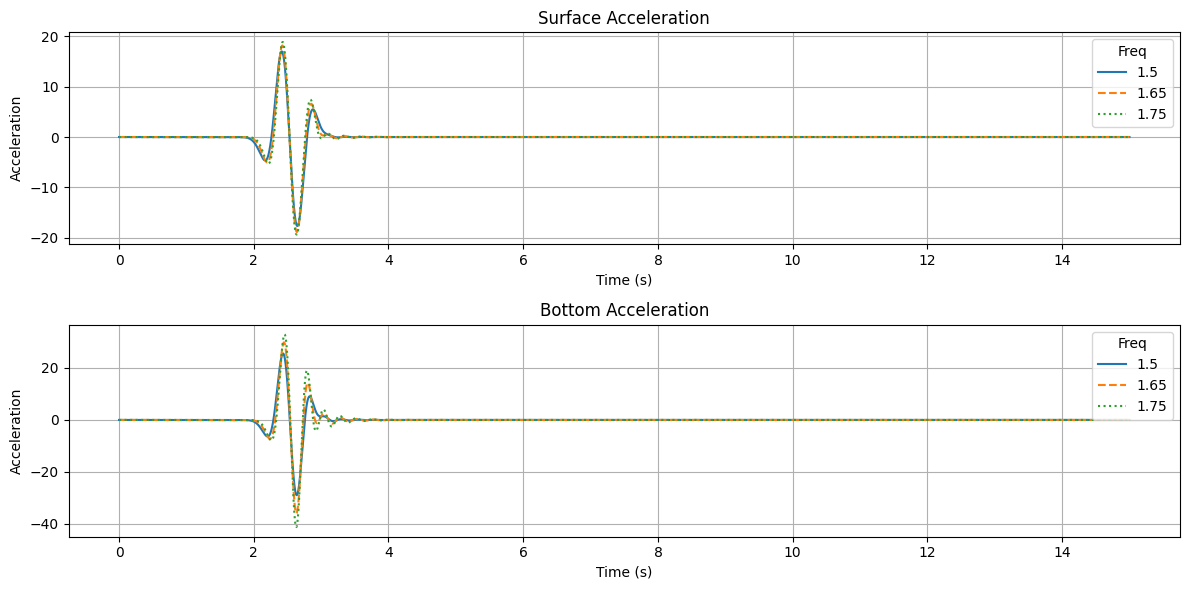 Surface Acceleration
Acceleration
20
10
0
−10
−20
Freq
1.5
1.65
1.75
0 2 4 6 8 10 12 14
Time (s)
Bottom Acceleration
Acceleration
20
0
−20
−40
Freq
1.5
1.65
1.75
0 2 4 6 8 10 12 14
Time (s)